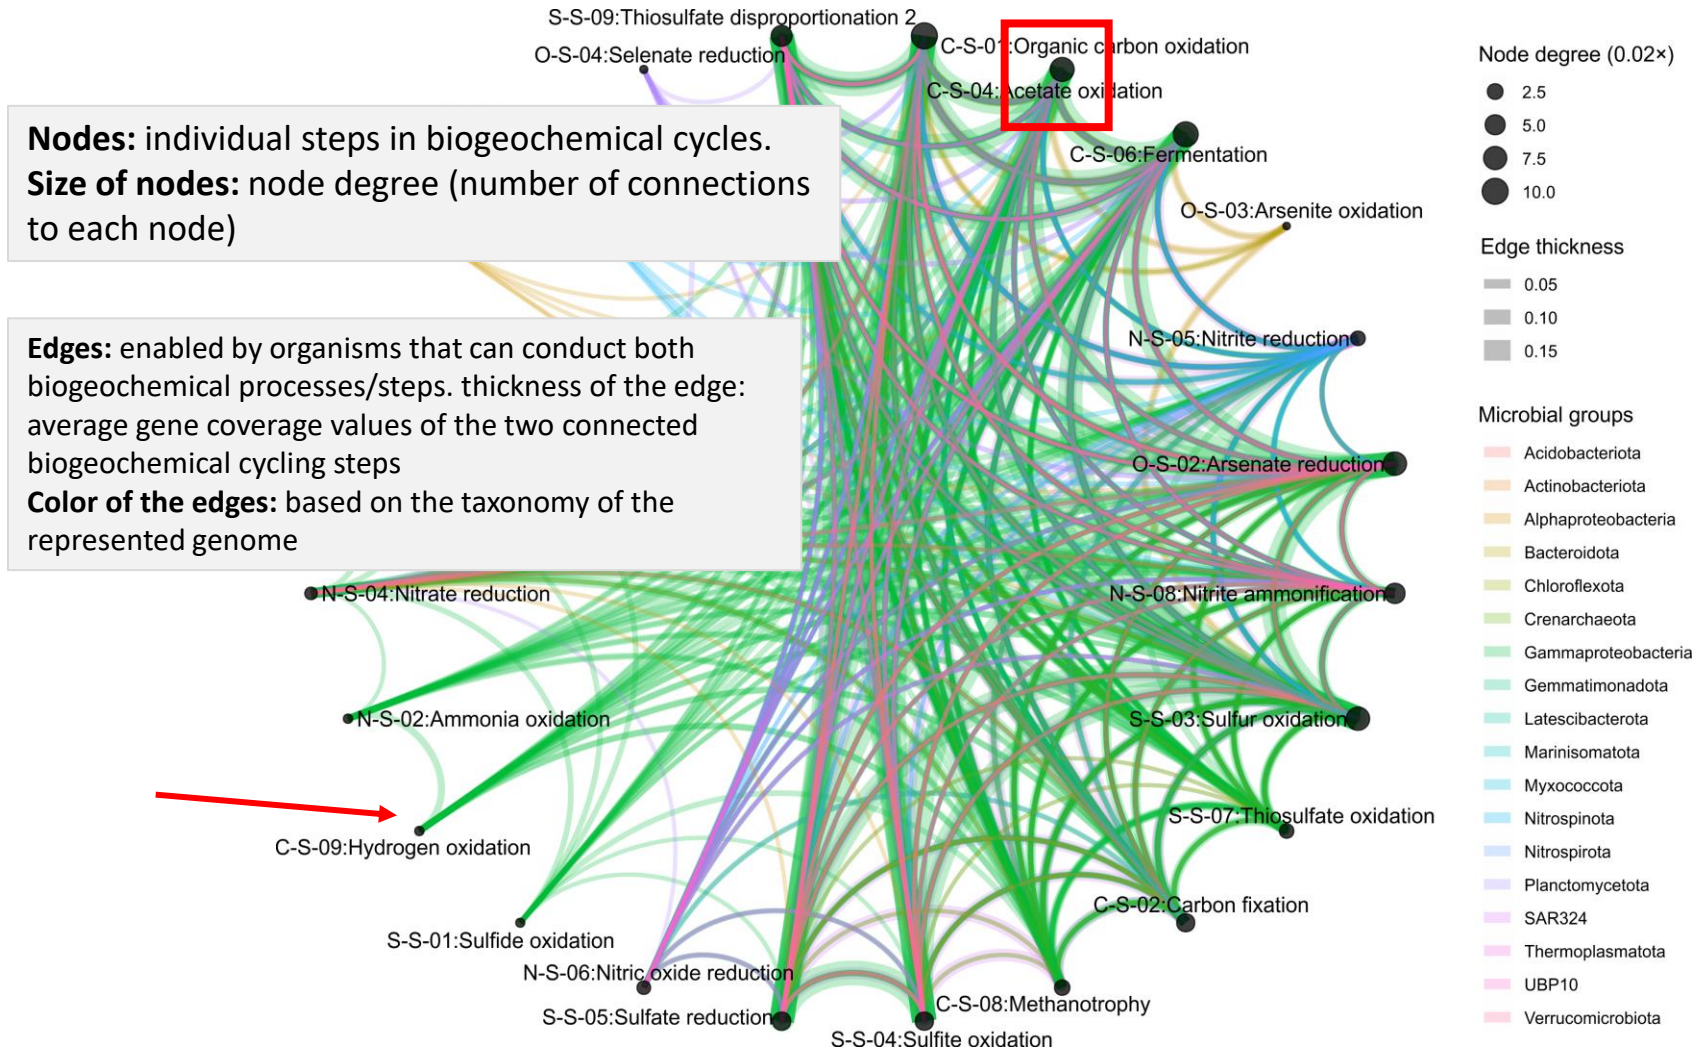 S-S-09:Thiosulfate disproportionation 2
O-S-04:Selenate reduction
C-S-01:Organic carbon oxidation
C-S-04:Acetate oxidation
C-S-06:Fermentation
O-S-03:Arsenite oxidation
N-S-05:Nitrite reduction
O-S-02:Arsenate reduction
N-S-08:Nitrite ammonification
S-S-03:Sulfur oxidation
S-S-07:Thiosulfate oxidation
C-S-02:Carbon fixation
C-S-08:Methanotrophy
S-S-04:Sulfite oxidation
S-S-05:Sulfate reduction
N-S-06:Nitric oxide reduction
S-S-01:Sulfide oxidation
C-S-09:Hydrogen oxidation
N-S-02:Ammonia oxidation
N-S-04:Nitrate reduction
Nodes: individual steps in biogeochemical cycles.
Size of nodes: node degree (number of connections
to each node)
Edges: enabled by organisms that can conduct both
biogeochemical processes/steps. thickness of the edge:
average gene coverage values of the two connected
biogeochemical cycling steps
Color of the edges: based on the taxonomy of the
represented genome
Node degree (0.02×)
2.5
5.0
7.5
10.0
Edge thickness
0.05
0.10
0.15
Microbial groups
Acidobacteriota
Actinobacteriota
Alphaproteobacteria
Bacteroidota
Chloroflexota
Crenarchaeota
Gammaproteobacteria
Gemmatimonadota
Latescibacterota
Marinisomatota
Myxococcota
Nitrospinota
Nitrospirota
Planctomycetota
SAR324
Thermoplasmatota
UBP10
Verrucomicrobiota